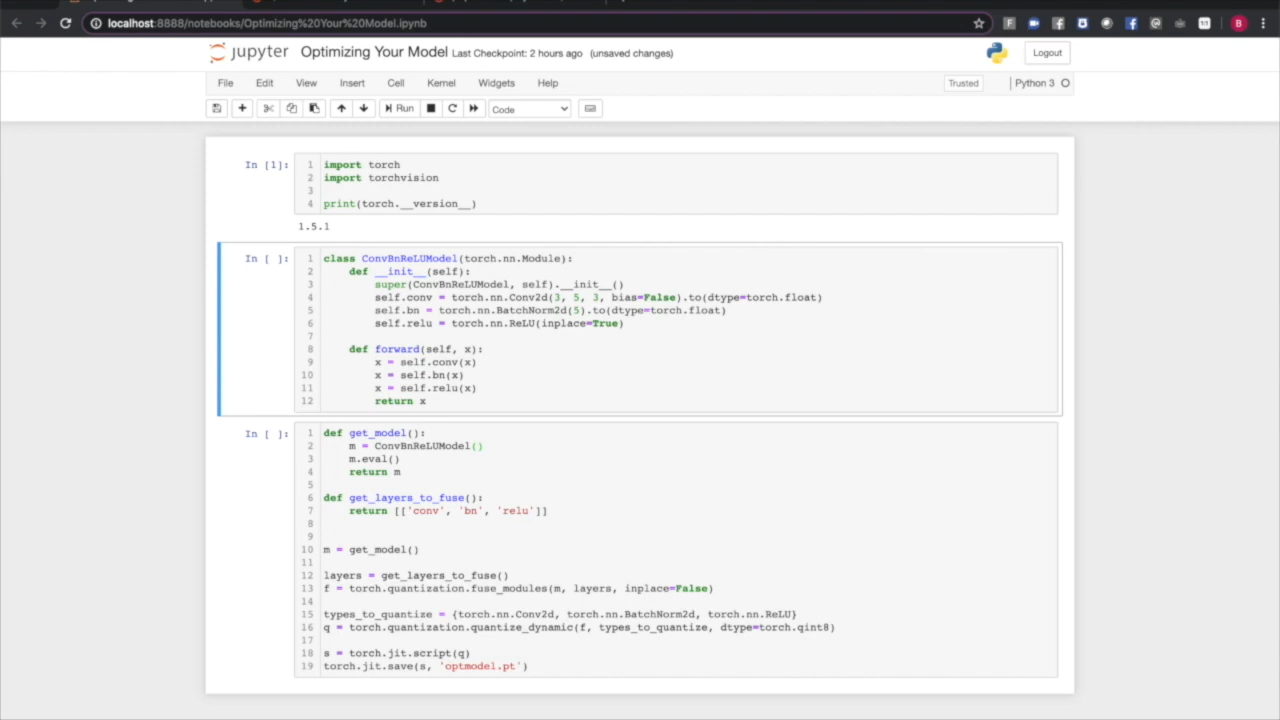 localhost:8888/notebooks/Optimizing%20Your%20Model.ipynb
B
jupyter Optimizing Your Model Last Checkpoint: 2 hours ago (unsaved changes)
Logout
File Edit View Insert Cell Kernel Widgets Help
Trusted
Python 3
Run
Code
In [1]:
1 import torch
2 import torchvision
3
4 print(torch.__version__)
1.5.1
In [ ]:
1 class ConvBnReLUModel(torch.nn.Module):
2 def __init__(self):
3 super(ConvBnReLUModel, self).__init__()
4 self.conv = torch.nn.Conv2d(3, 5, 3, bias=False).to(dtype=torch.float)
5 self.bn = torch.nn.BatchNorm2d(5).to(dtype=torch.float)
6 self.relu = torch.nn.ReLU(inplace=True)
7
8 def forward(self, x):
9 x = self.conv(x)
10 x = self.bn(x)
11 x = self.relu(x)
12 return x
In [ ]:
1 def get_model():
2 m = ConvBnReLUModel()
3 m.eval()
4 return m
5
6 def get_layers_to_fuse():
7 return [['conv', 'bn', 'relu']]
8
9
10 m = get_model()
11
12 layers = get_layers_to_fuse()
13 f = torch.quantization.fuse_modules(m, layers, inplace=False)
14
15 types_to_quantize = {torch.nn.Conv2d, torch.nn.BatchNorm2d, torch.nn.ReLU}
16 q = torch.quantization.quantize_dynamic(f, types_to_quantize, dtype=torch.qint8)
17
18 s = torch.jit.script(q)
19 torch.jit.save(s, 'optmodel.pt')